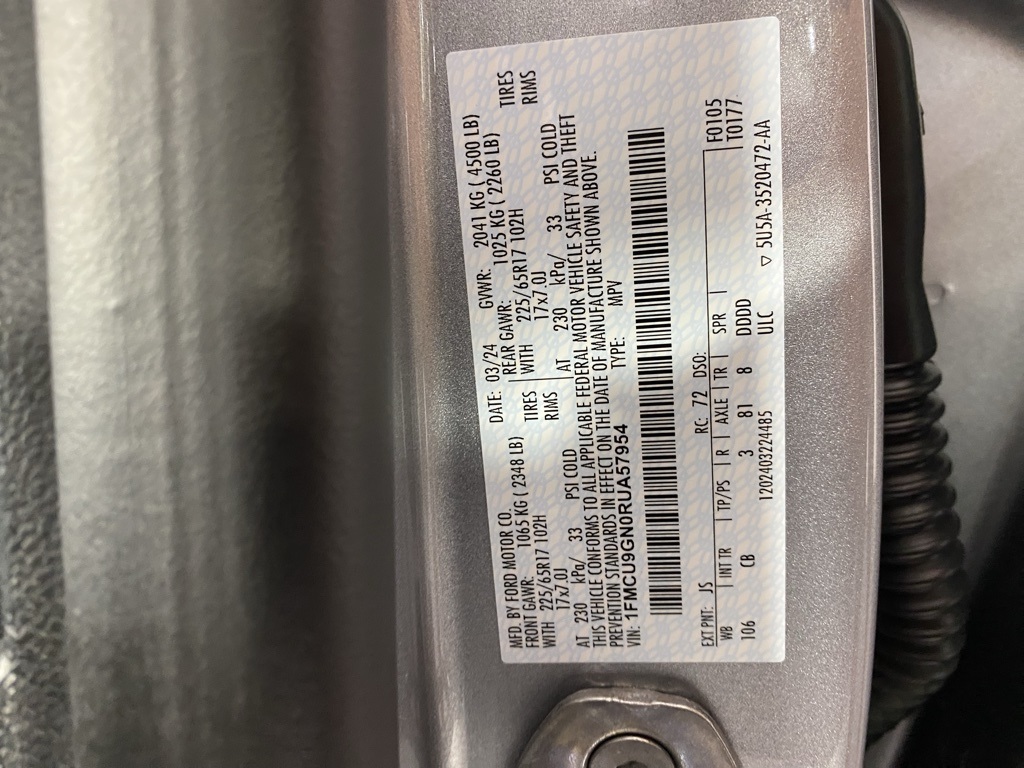 MFD. BY FORD MOTOR CO. DATE: 03/24 GVWR: 2041 KG ( 4500 LB)
FRONT GAWR: 1065 KG ( 2348 LB) REAR GAWR: 1025 KG ( 2260 LB)
WITH 225/65R17 102H TIRES WITH 225/65R17 102H TIRES
17x7.0J RIMS 17x7.0J RIMS
AT 230 kPa/ 33 PSI COLD AT 230 kPa/ 33 PSI COLD
THIS VEHICLE CONFORMS TO ALL APPLICABLE FEDERAL MOTOR VEHICLE SAFETY AND THEFT
PREVENTION STANDARDS IN EFFECT ON THE DATE OF MANUFACTURE SHOWN ABOVE.
VIN: 1FMCU9GN0RUA57954 TYPE: MPV
EXT PNT: JS RC: 72 DSO: F0105
WB INT TR TP/PS R AXLE TR SPR T0177
106 CB 3 81 8 DDDD
1202403224485 ULC ▽ 5U5A-3520472-AA